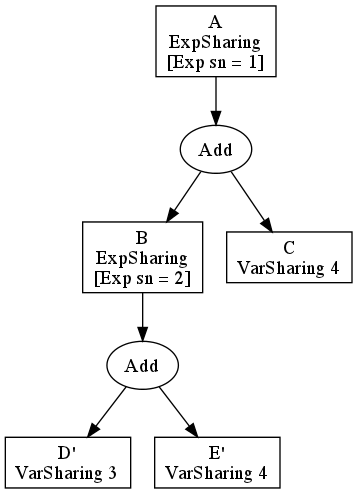 A
ExpSharing
[Exp sn = 1]
Add
B
ExpSharing
[Exp sn = 2]
C
VarSharing 4
Add
D'
VarSharing 3
E'
VarSharing 4